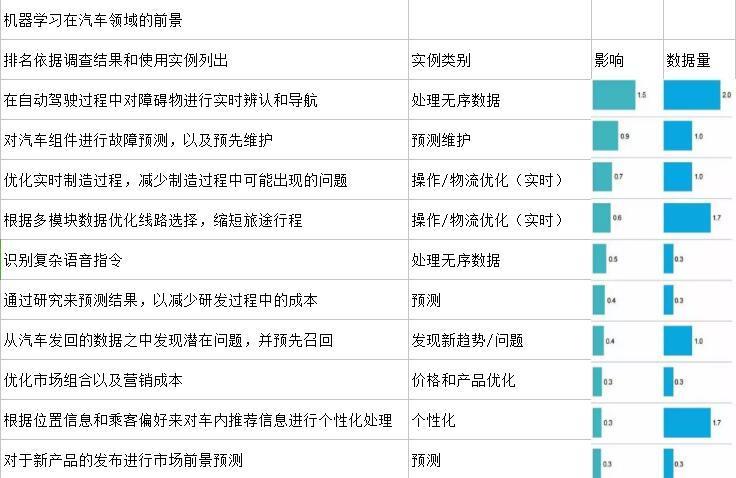 机器学习在汽车领域的前景
排名依据调查结果和使用实例列出 实例类别 影响 数据量
在自动驾驶过程中对障碍物进行实时辨认和导航 处理无序数据 1.5 2.0
对汽车组件进行故障预测，以及预先维护 预测维护 0.9 1.0
优化实时制造过程，减少制造过程中可能出现的问题 操作/物流优化（实时） 0.7 1.0
根据多模块数据优化线路选择，缩短旅途行程 操作/物流优化（实时） 0.6 1.7
识别复杂语音指令 处理无序数据 0.5 0.3
通过研究来预测结果，以减少研发过程中的成本 预测 0.4 0.3
从汽车发回的数据之中发现潜在问题，并预先召回 发现新趋势/问题 0.4 1.0
优化市场组合以及营销成本 价格和产品优化 0.3 0.3
根据位置信息和乘客偏好来对车内推荐信息进行个性化处理 个性化 0.3 1.7
对于新产品的发布进行市场前景预测 预测 0.3 0.3